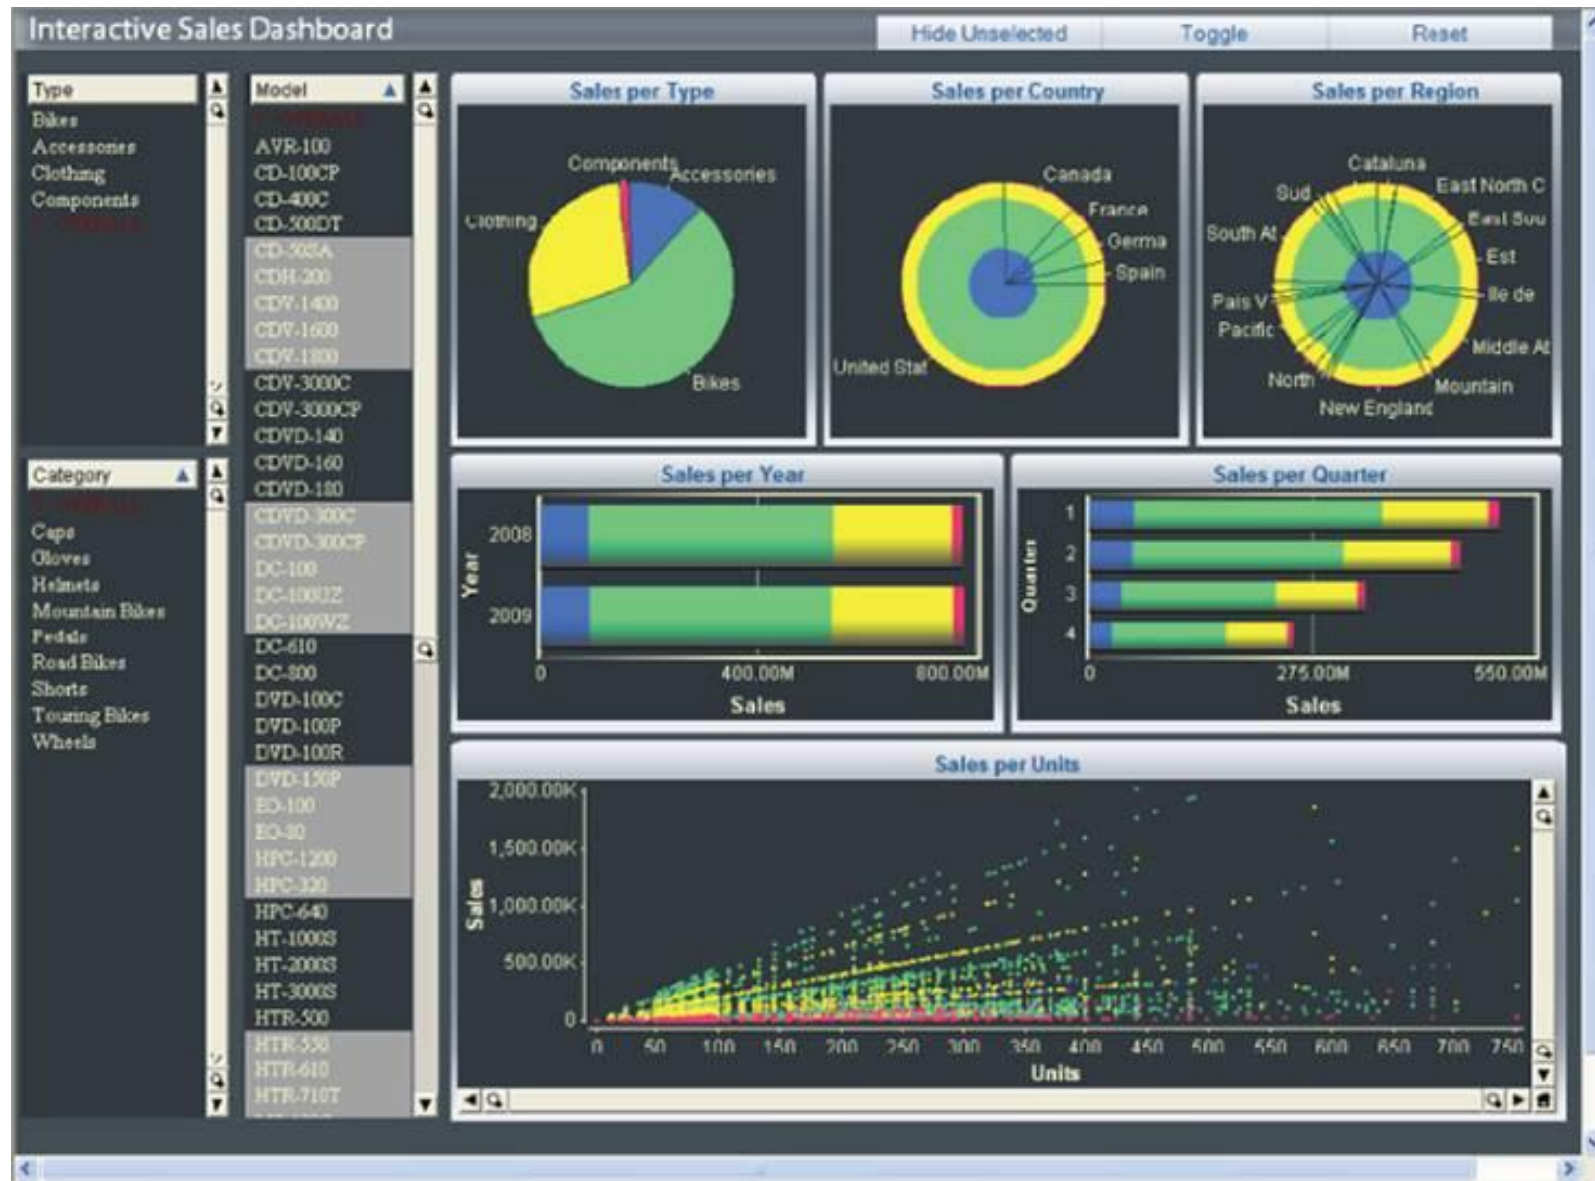 Interactive Sales Dashboard
Hide Unselected
Toggle
Reset
Type
Bikes
Accessories
Clothing
Components
Category
Caps
Gloves
Helmets
Mountain Bikes
Pedals
Road Bikes
Shorts
Touring Bikes
Wheels
Model
AVR-100
CD-100CP
CD-400C
CD-500DT
CD-50SA
CDH-200
CDV-1400
CDV-1600
CDV-1800
CDV-3000C
CDV-3000CP
CDVD-140
CDVD-160
CDVD-180
CDVD-300C
CDVD-300CP
DC-100
DC-100UZ
DC-100WZ
DC-610
DC-800
DVD-100C
DVD-100P
DVD-100R
DVD-150P
EO-100
EO-80
HPC-1200
HPC-320
HPC-640
HT-1000S
HT-2000S
HT-3000S
HTR-500
HTR-550
HTR-610
HTR-710T
Sales per Type
Components
Accessories
Clothing
Bikes
Sales per Country
Canada
France
Germa
Spain
United Stat
Sales per Region
Cataluna
Sud
East North C
East Sou
South At
Est
Ile de
Pais V
Pacific
Middle At
North
Mountain
New England
Sales per Year
Year
2008
2009
0 400.00M 800.00M
Sales
Sales per Quarter
Quarter
1
2
3
4
0 275.00M 550.00M
Sales
Sales per Units
Sales
2,000.00K
1,500.00K
1,000.00K
500.00K
0
0 50 100 150 200 250 300 350 400 450 500 550 600 650 700 750
Units